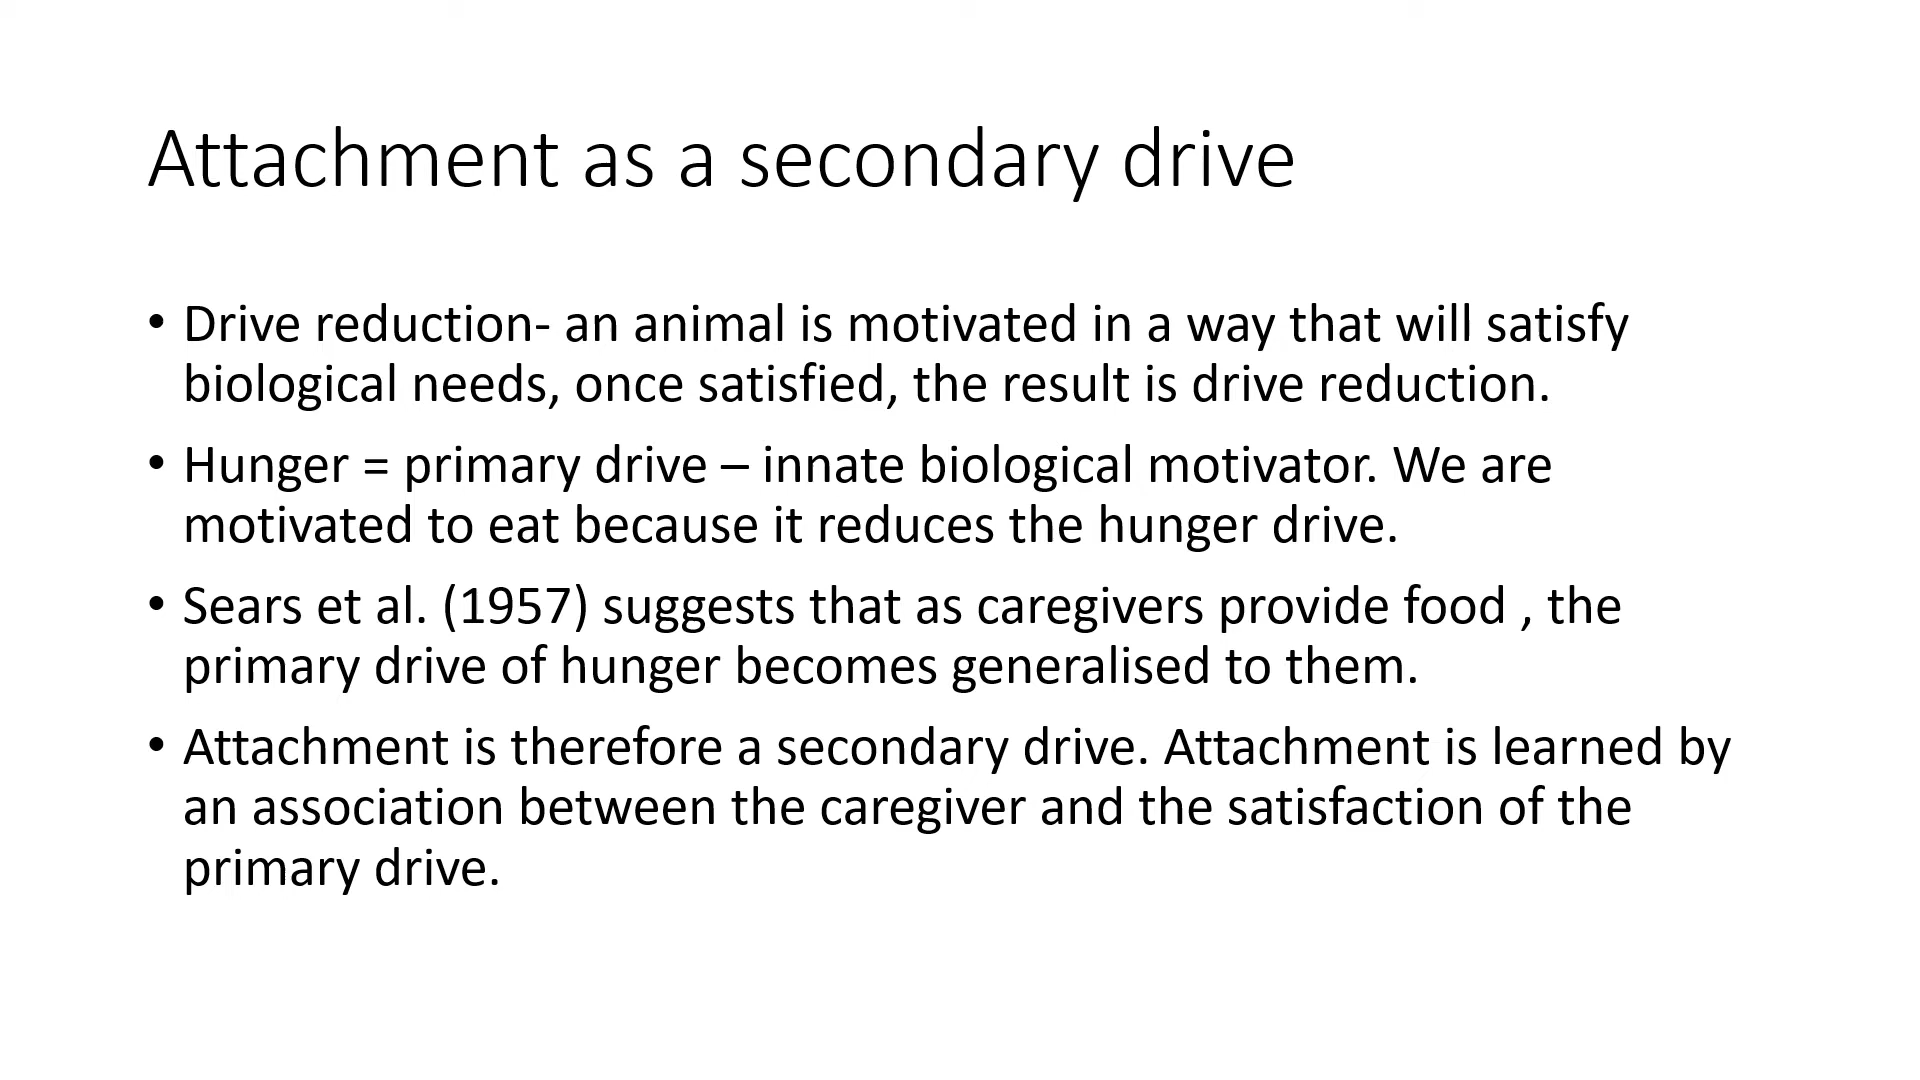 Attachment as a secondary drive
• Drive reduction- an animal is motivated in a way that will satisfy
biological needs, once satisfied, the result is drive reduction.
• Hunger = primary drive – innate biological motivator. We are
motivated to eat because it reduces the hunger drive.
• Sears et al. (1957) suggests that as caregivers provide food , the
primary drive of hunger becomes generalised to them.
• Attachment is therefore a secondary drive. Attachment is learned by
an association between the caregiver and the satisfaction of the
primary drive.